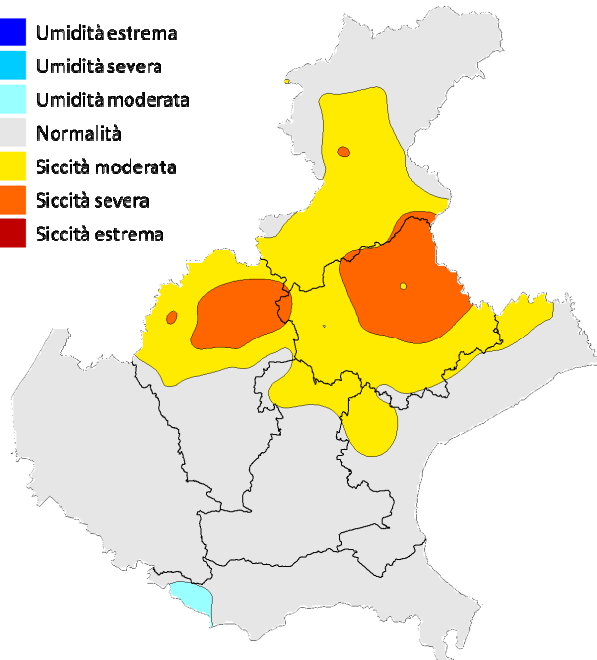 Umidità estrema
Umidità severa
Umidità moderata
Normalità
Siccità moderata
Siccità severa
Siccità estrema